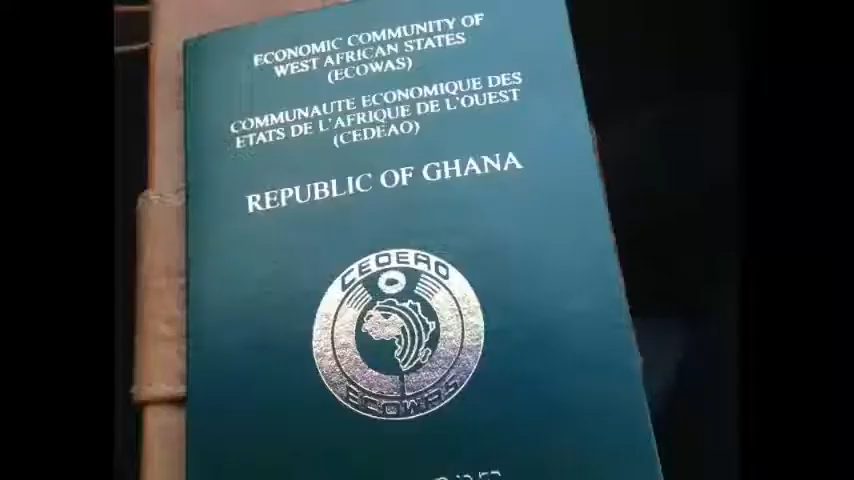 ECONOMIC COMMUNITY OF
WEST AFRICAN STATES
(ECOWAS)
COMMUNAUTE ECONOMIQUE DES
ETATS DE L'AFRIQUE DE L'OUEST
(CEDEAO)
REPUBLIC OF GHANA
CEDEAO
ECOWAS